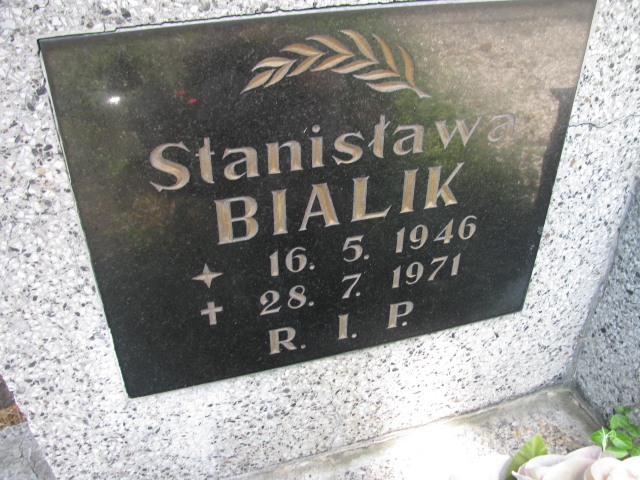 Stanisława
BIALIK
16. 5. 1946
28. 7. 1971
R. I. P.